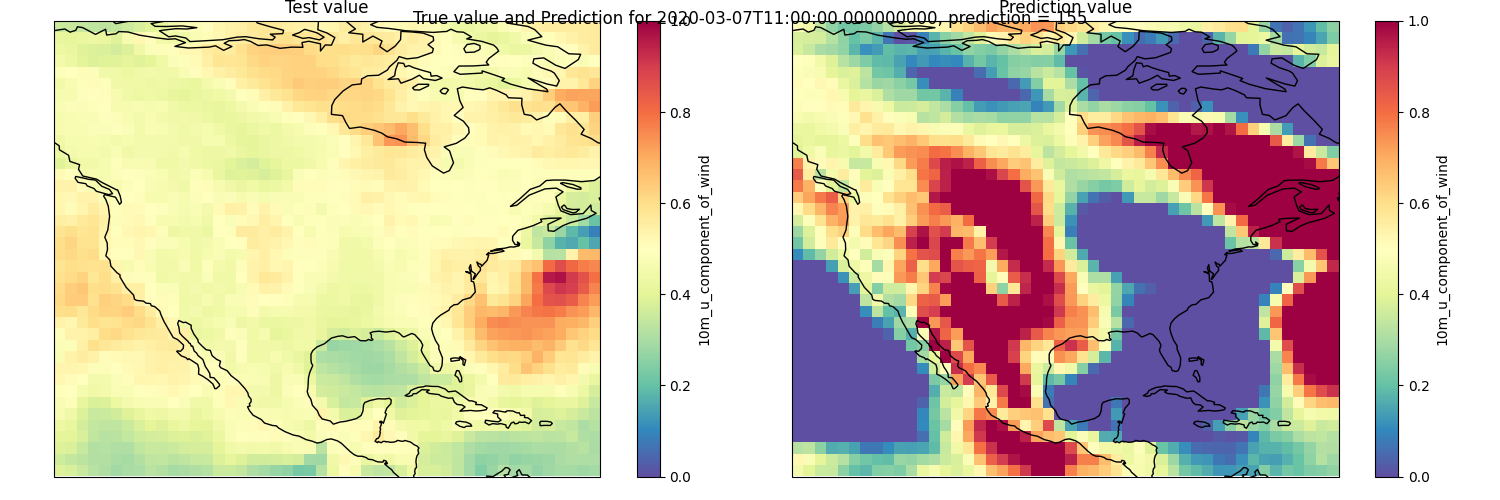 Test value
Prediction value
True value and Prediction for 2020-03-07T11:00:00.000000000, prediction = 155
1.0
0.8
0.6
0.4
0.2
0.0
10m_u_component_of_wind
1.0
0.8
0.6
0.4
0.2
0.0
10m_u_component_of_wind